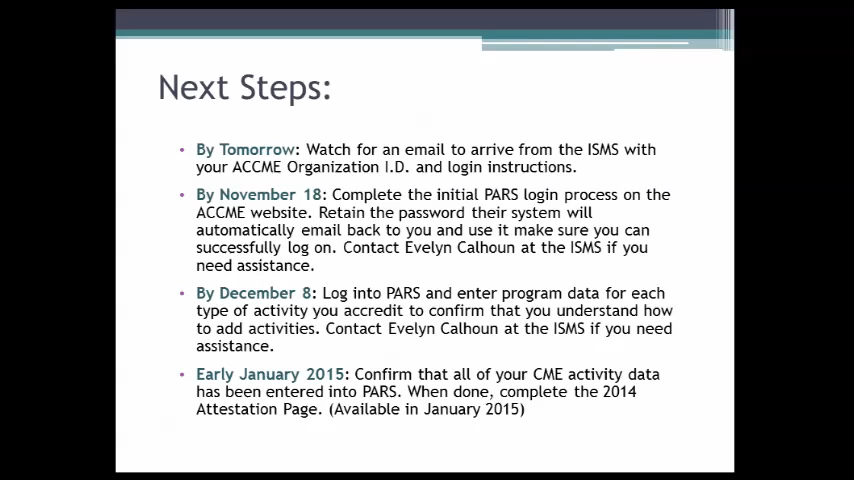 Next Steps:
• By Tomorrow: Watch for an email to arrive from the ISMS with
your ACCME Organization I.D. and login instructions.
• By November 18: Complete the initial PARS login process on the
ACCME website. Retain the password their system will
automatically email back to you and use it make sure you can
successfully log on. Contact Evelyn Calhoun at the ISMS if you
need assistance.
• By December 8: Log into PARS and enter program data for each
type of activity you accredit to confirm that you understand how
to add activities. Contact Evelyn Calhoun at the ISMS if you need
assistance.
• Early January 2015: Confirm that all of your CME activity data
has been entered into PARS. When done, complete the 2014
Attestation Page. (Available in January 2015)